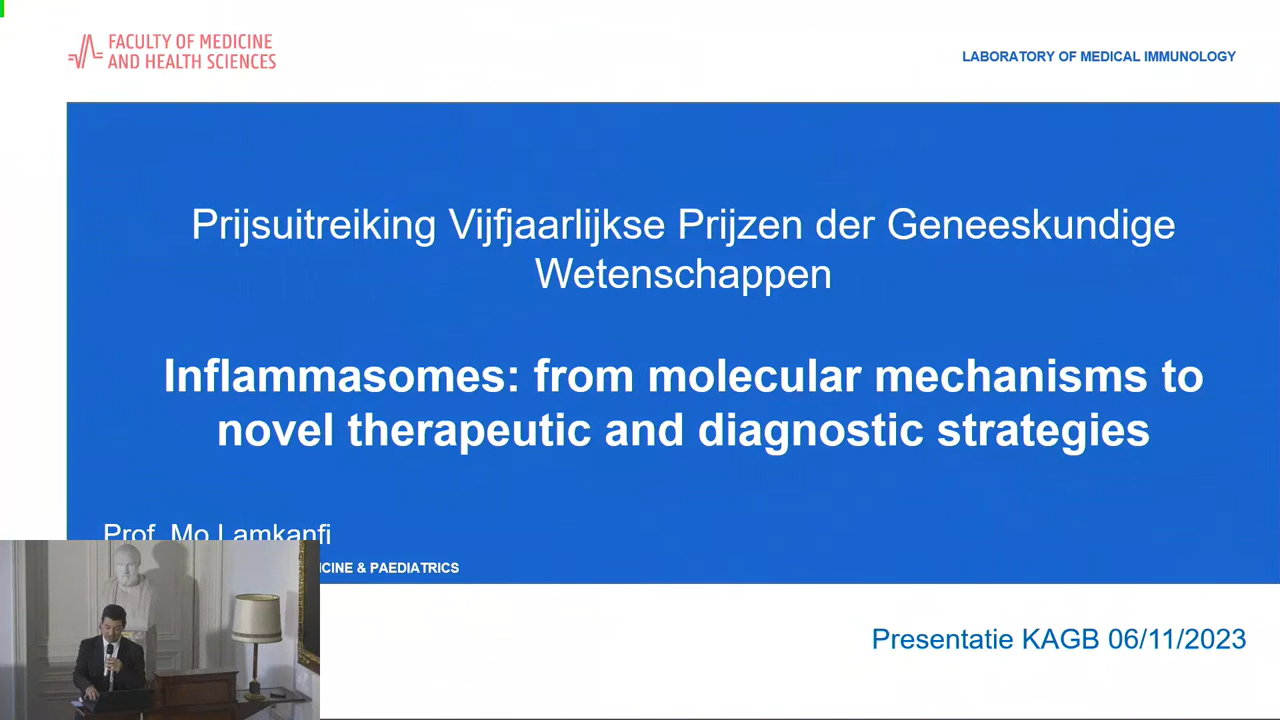 FACULTY OF MEDICINE
AND HEALTH SCIENCES
LABORATORY OF MEDICAL IMMUNOLOGY
Prijsuitreiking Vijfjaarlijkse Prijzen der Geneeskundige
Wetenschappen
Inflammasomes: from molecular mechanisms to
novel therapeutic and diagnostic strategies
Prof. Mo Lamkanfi
& PAEDIATRICS
Presentatie KAGB 06/11/2023